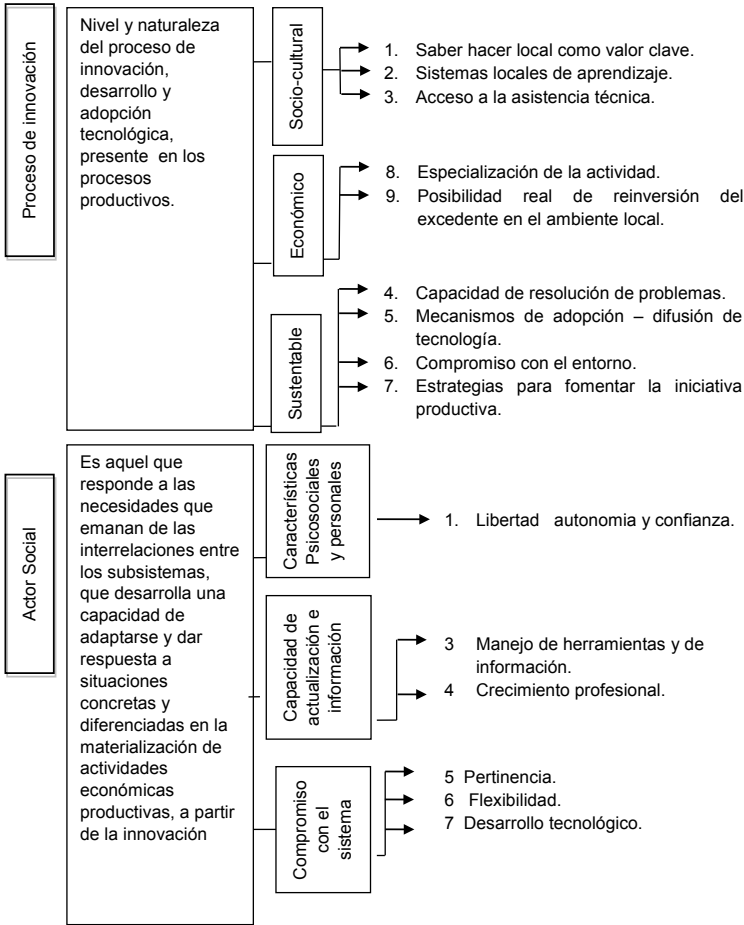 Proceso de innovación
Nivel y naturaleza
del proceso de
innovación,
desarrollo y
adopción
tecnológica,
presente en los
procesos
productivos.
Socio-cultural
1. Saber hacer local como valor clave.
2. Sistemas locales de aprendizaje.
3. Acceso a la asistencia técnica.
Económico
8. Especialización de la actividad.
9. Posibilidad real de reinversión del
excedente en el ambiente local.
Sustentable
4. Capacidad de resolución de problemas.
5. Mecanismos de adopción – difusión de
tecnología.
6. Compromiso con el entorno.
7. Estrategias para fomentar la iniciativa
productiva.
Actor Social
Es aquel que
responde a las
necesidades que
emanan de las
interrelaciones entre
los subsistemas,
que desarrolla una
capacidad de
adaptarse y dar
respuesta a
situaciones
concretas y
diferenciadas en la
materialización de
actividades
económicas
productivas, a partir
de la innovación
Características
Psicosociales
y personales
1. Libertad autonomia y confianza.
Capacidad de
actualización e
información
3 Manejo de herramientas y de
información.
4 Crecimiento profesional.
Compromiso
con el
sistema
5 Pertinencia.
6 Flexibilidad.
7 Desarrollo tecnológico.